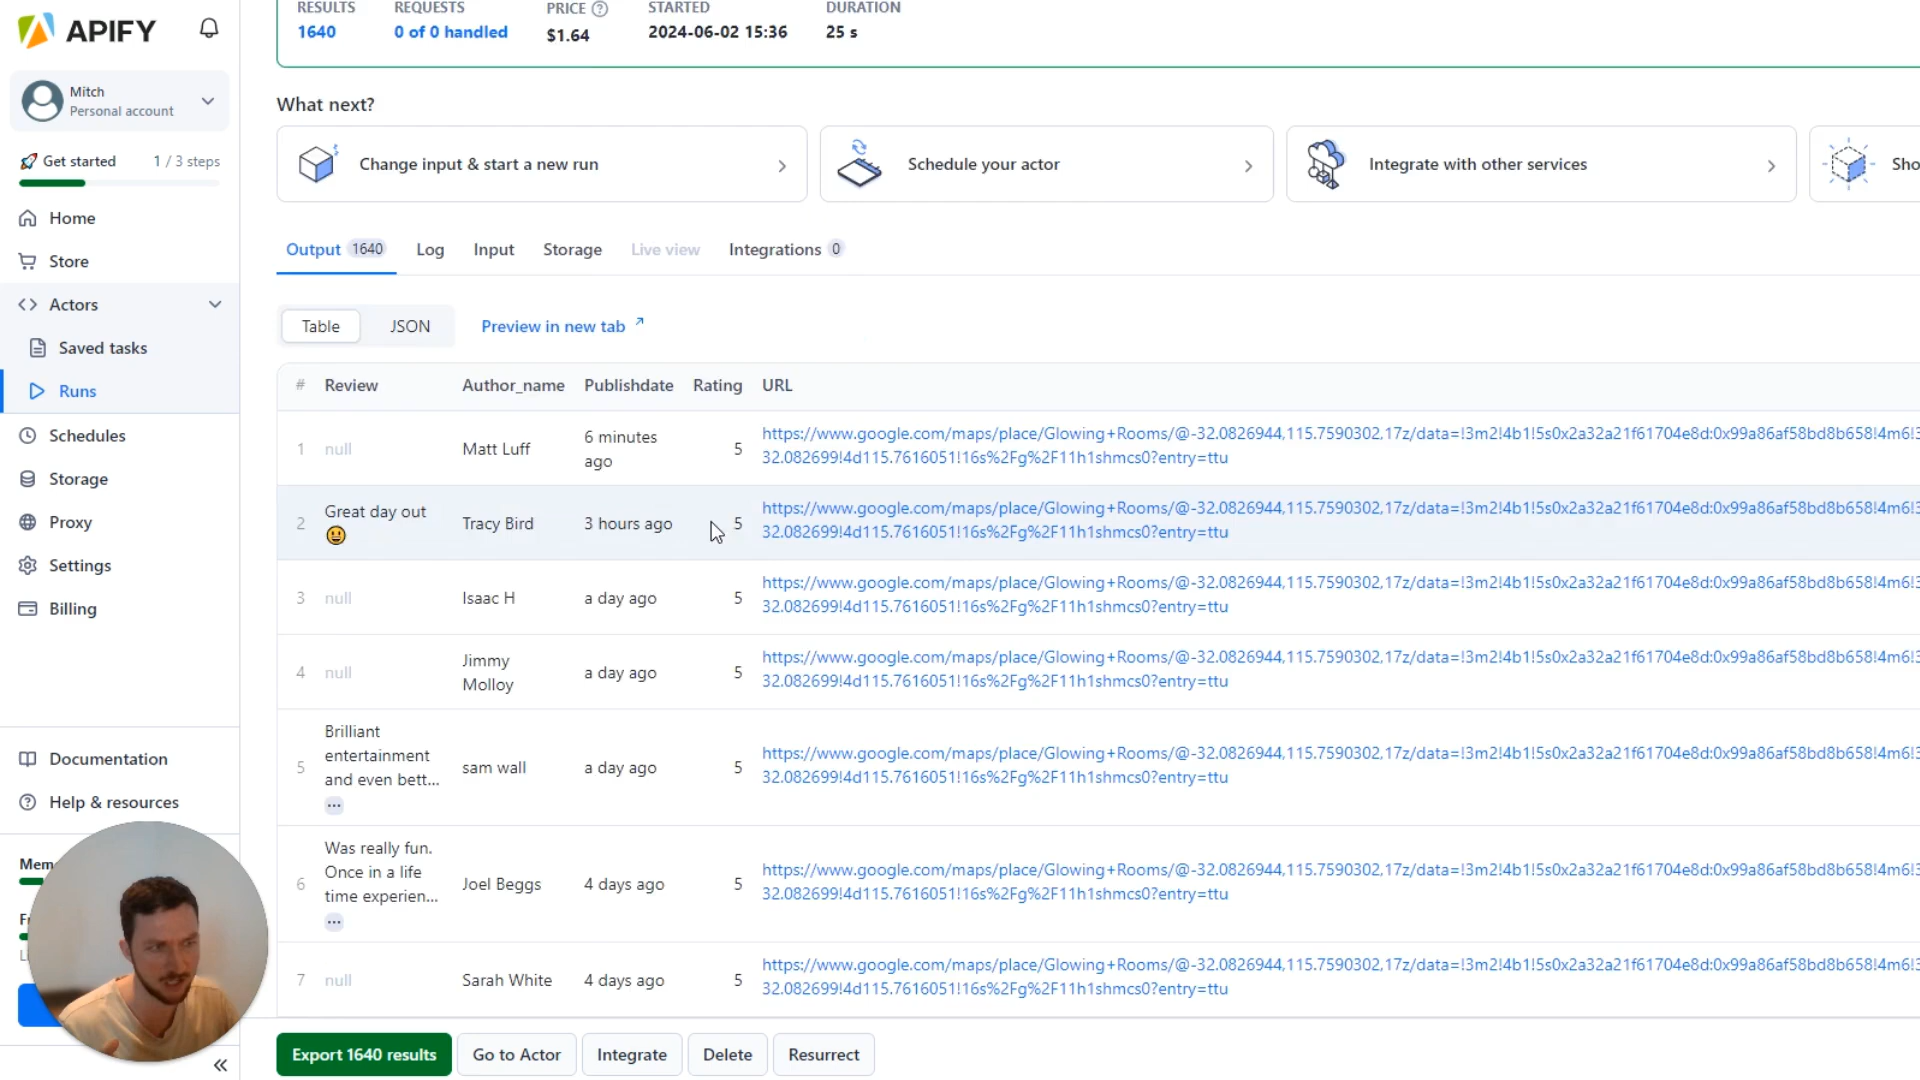 APIFY
Mitch
Personal account
Get started 1 / 3 steps
Home
Store
Actors
Saved tasks
Runs
Schedules
Storage
Proxy
Settings
Billing
Documentation
Help & resources
RESULTS REQUESTS PRICE STARTED DURATION
1640 0 of 0 handled $1.64 2024-06-02 15:36 25 s
What next?
Change input & start a new run
Schedule your actor
Integrate with other services
Output 1640 Log Input Storage Live view Integrations 0
Table JSON Preview in new tab
# Review Author_name Publishdate Rating URL
1 null Matt Luff 6 minutes ago 5 https://www.google.com/maps/place/Glowing+Rooms/@-32.0826944,115.7590302,17z/data=!3m2!4b1!5s0x2a32a21f61704e8d:0x99a86af58bd8b658!4m6!3
32.082699!4d115.7616051!16s%2Fg%2F11h1shmcs0?entry=ttu
2 Great day out 😃 Tracy Bird 3 hours ago 5 https://www.google.com/maps/place/Glowing+Rooms/@-32.0826944,115.7590302,17z/data=!3m2!4b1!5s0x2a32a21f61704e8d:0x99a86af58bd8b658!4m6!3
32.082699!4d115.7616051!16s%2Fg%2F11h1shmcs0?entry=ttu
3 null Isaac H a day ago 5 https://www.google.com/maps/place/Glowing+Rooms/@-32.0826944,115.7590302,17z/data=!3m2!4b1!5s0x2a32a21f61704e8d:0x99a86af58bd8b658!4m6!3
32.082699!4d115.7616051!16s%2Fg%2F11h1shmcs0?entry=ttu
4 null Jimmy Molloy a day ago 5 https://www.google.com/maps/place/Glowing+Rooms/@-32.0826944,115.7590302,17z/data=!3m2!4b1!5s0x2a32a21f61704e8d:0x99a86af58bd8b658!4m6!3
32.082699!4d115.7616051!16s%2Fg%2F11h1shmcs0?entry=ttu
5 Brilliant entertainment and even bett... sam wall a day ago 5 https://www.google.com/maps/place/Glowing+Rooms/@-32.0826944,115.7590302,17z/data=!3m2!4b1!5s0x2a32a21f61704e8d:0x99a86af58bd8b658!4m6!3
32.082699!4d115.7616051!16s%2Fg%2F11h1shmcs0?entry=ttu
6 Was really fun. Once in a life time experien... Joel Beggs 4 days ago 5 https://www.google.com/maps/place/Glowing+Rooms/@-32.0826944,115.7590302,17z/data=!3m2!4b1!5s0x2a32a21f61704e8d:0x99a86af58bd8b658!4m6!3
32.082699!4d115.7616051!16s%2Fg%2F11h1shmcs0?entry=ttu
7 null Sarah White 4 days ago 5 https://www.google.com/maps/place/Glowing+Rooms/@-32.0826944,115.7590302,17z/data=!3m2!4b1!5s0x2a32a21f61704e8d:0x99a86af58bd8b658!4m6!3
32.082699!4d115.7616051!16s%2Fg%2F11h1shmcs0?entry=ttu
Export 1640 results Go to Actor Integrate Delete Resurrect